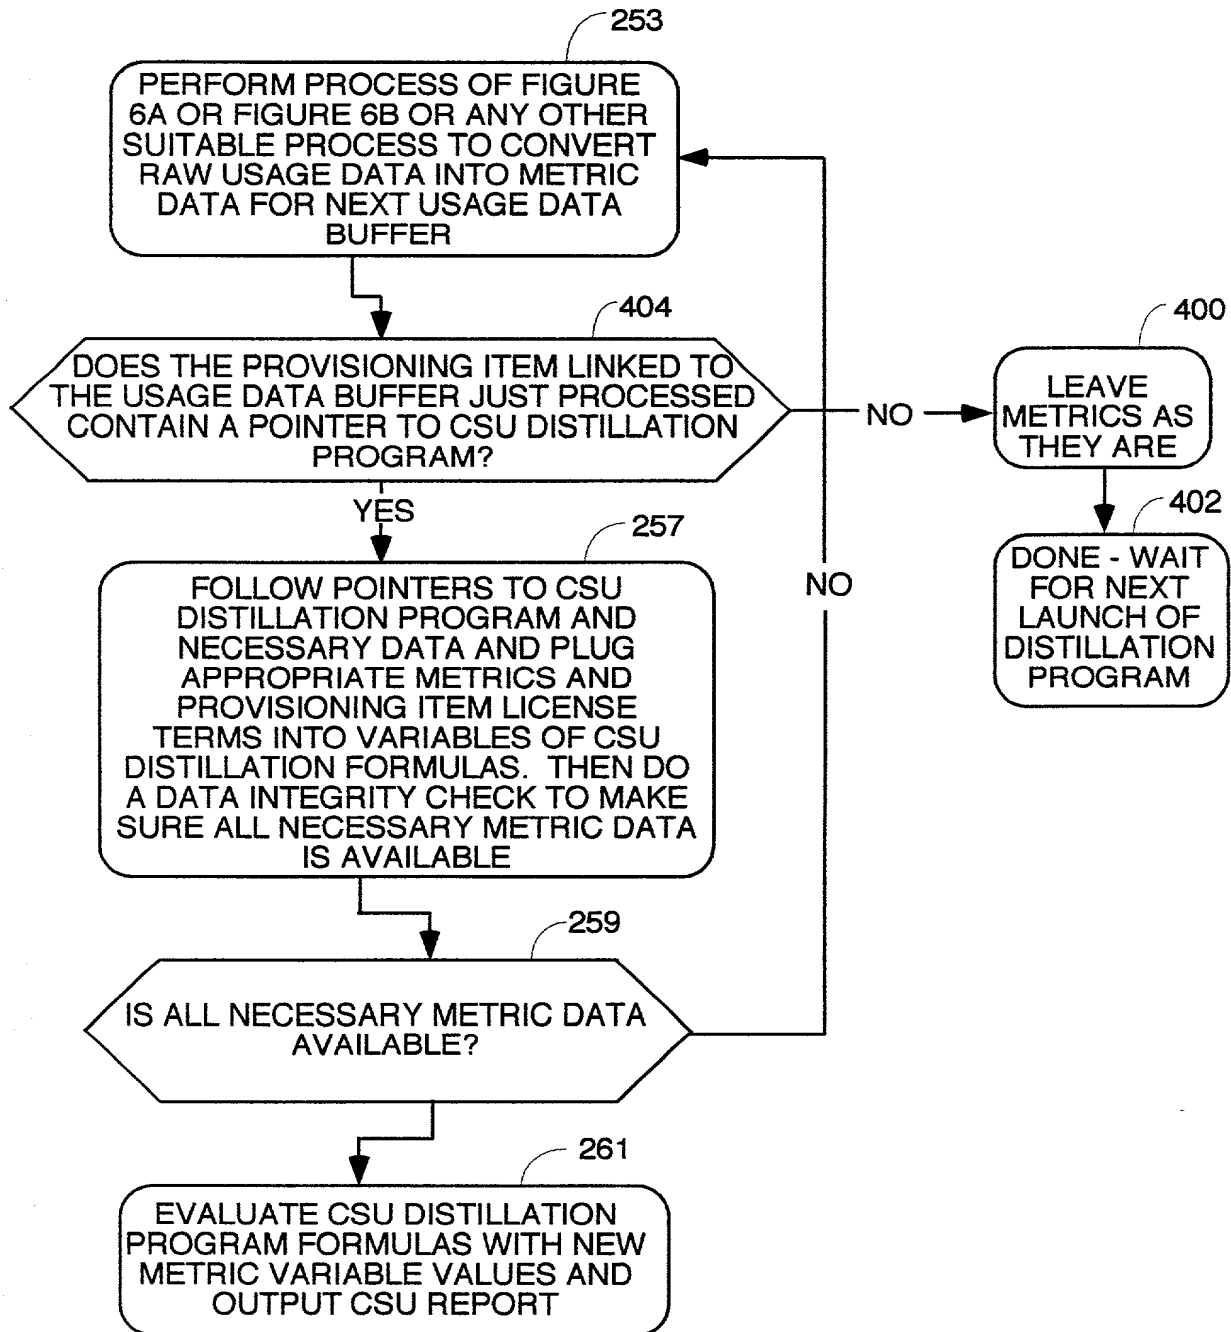 253
PERFORM PROCESS OF FIGURE
6A OR FIGURE 6B OR ANY OTHER
SUITABLE PROCESS TO CONVERT
RAW USAGE DATA INTO METRIC
DATA FOR NEXT USAGE DATA
BUFFER
404
DOES THE PROVISIONING ITEM LINKED TO
THE USAGE DATA BUFFER JUST PROCESSED
CONTAIN A POINTER TO CSU DISTILLATION
PROGRAM?
NO
400
LEAVE
METRICS AS
THEY ARE
402
DONE - WAIT
FOR NEXT
LAUNCH OF
DISTILLATION
PROGRAM
YES
257
FOLLOW POINTERS TO CSU
DISTILLATION PROGRAM AND
NECESSARY DATA AND PLUG
APPROPRIATE METRICS AND
PROVISIONING ITEM LICENSE
TERMS INTO VARIABLES OF CSU
DISTILLATION FORMULAS. THEN DO
A DATA INTEGRITY CHECK TO MAKE
SURE ALL NECESSARY METRIC DATA
IS AVAILABLE
NO
259
IS ALL NECESSARY METRIC DATA
AVAILABLE?
261
EVALUATE CSU DISTILLATION
PROGRAM FORMULAS WITH NEW
METRIC VARIABLE VALUES AND
OUTPUT CSU REPORT